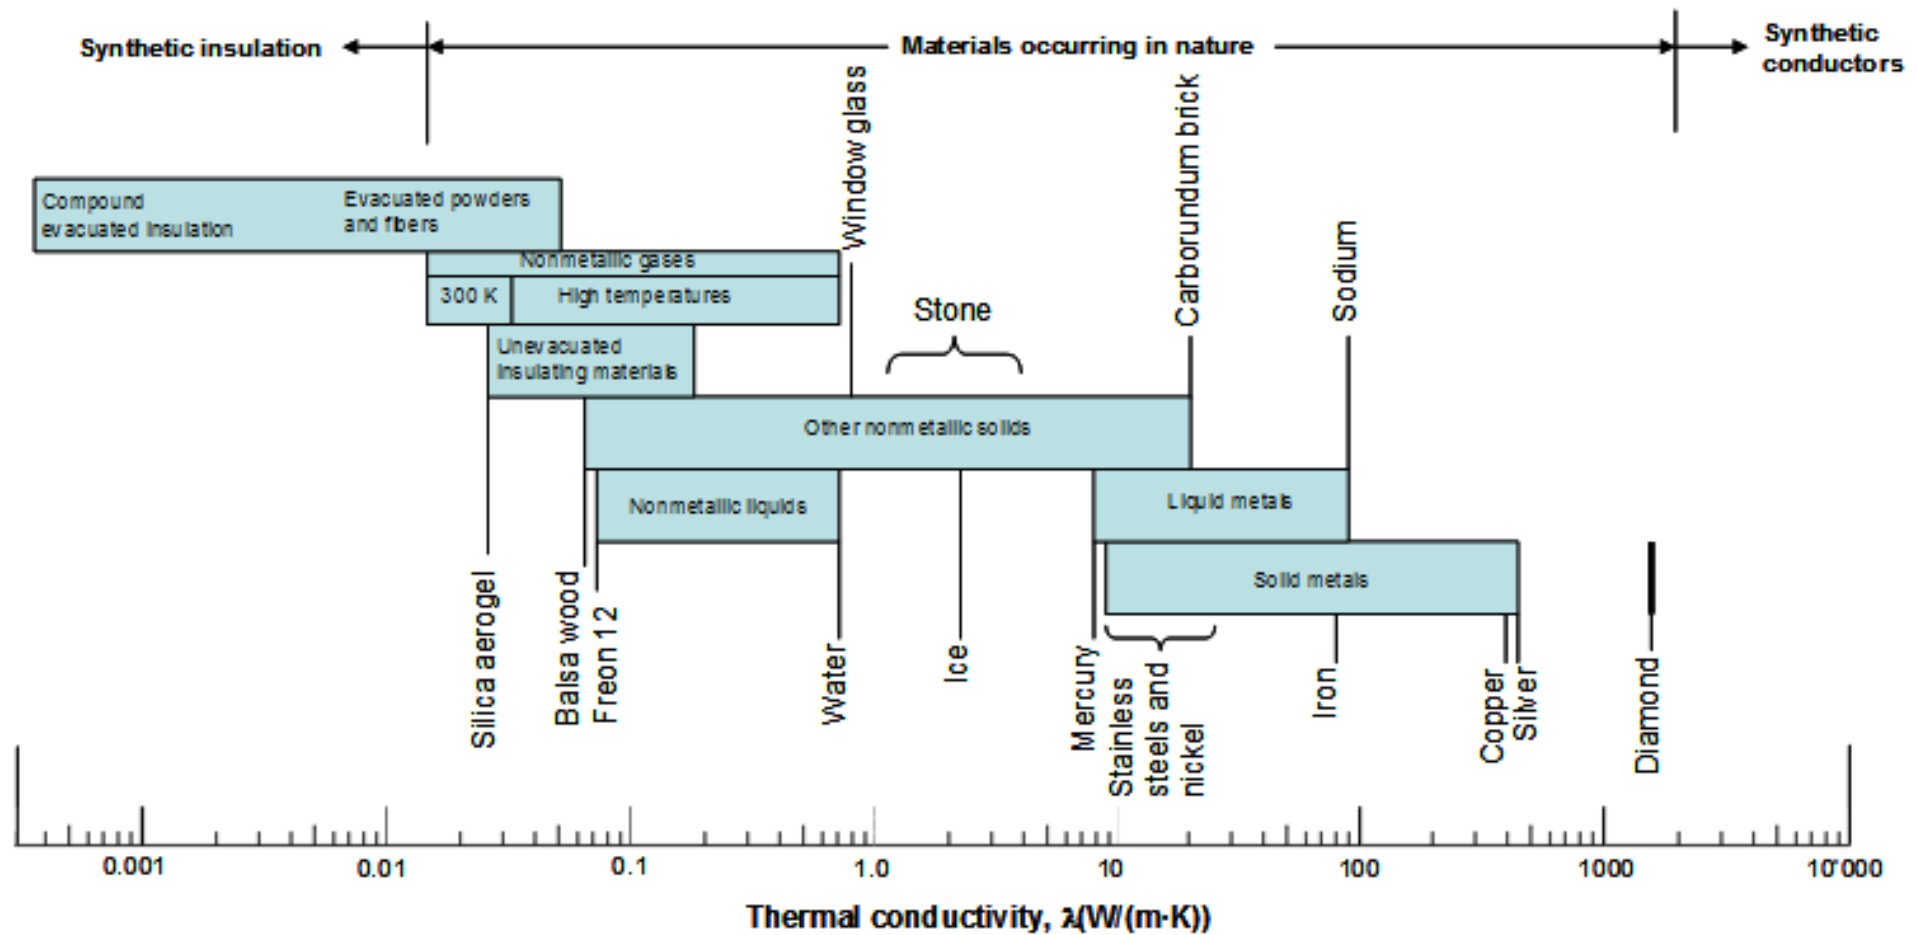 Synthetic insulation
Materials occurring in nature
Synthetic
conductors
Window glass
Carborundum brick
Compound
evacuated insulation
Evacuated powders
and fibers
Nonmetallic gases
300 K
High temperatures
Sodium
Stone
Unevacuated
insulating materials
Other nonmetallic solids
Nonmetallic liquids
Liquid metals
Solid metals
Silica aerogel
Balsa wood
Freon 12
Water
Ice
Mercury
Stainless
steels and
nickel
Iron
Copper
Silver
Diamond
0.001
0.01
0.1
1.0
10
100
1000
10'000
Thermal conductivity, λ(W/(m·K))